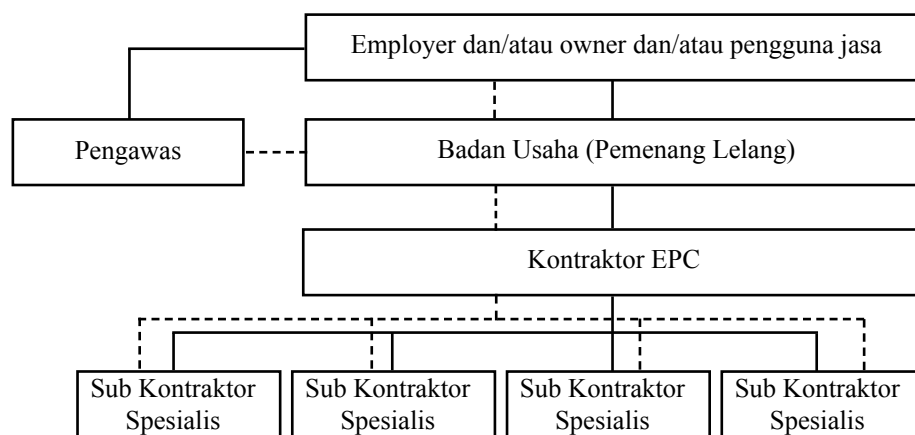 Employer dan/atau owner dan/atau pengguna jasa
Pengawas
Badan Usaha (Pemenang Lelang)
Kontraktor EPC
Sub Kontraktor
Spesialis
Sub Kontraktor
Spesialis
Sub Kontraktor
Spesialis
Sub Kontraktor
Spesialis